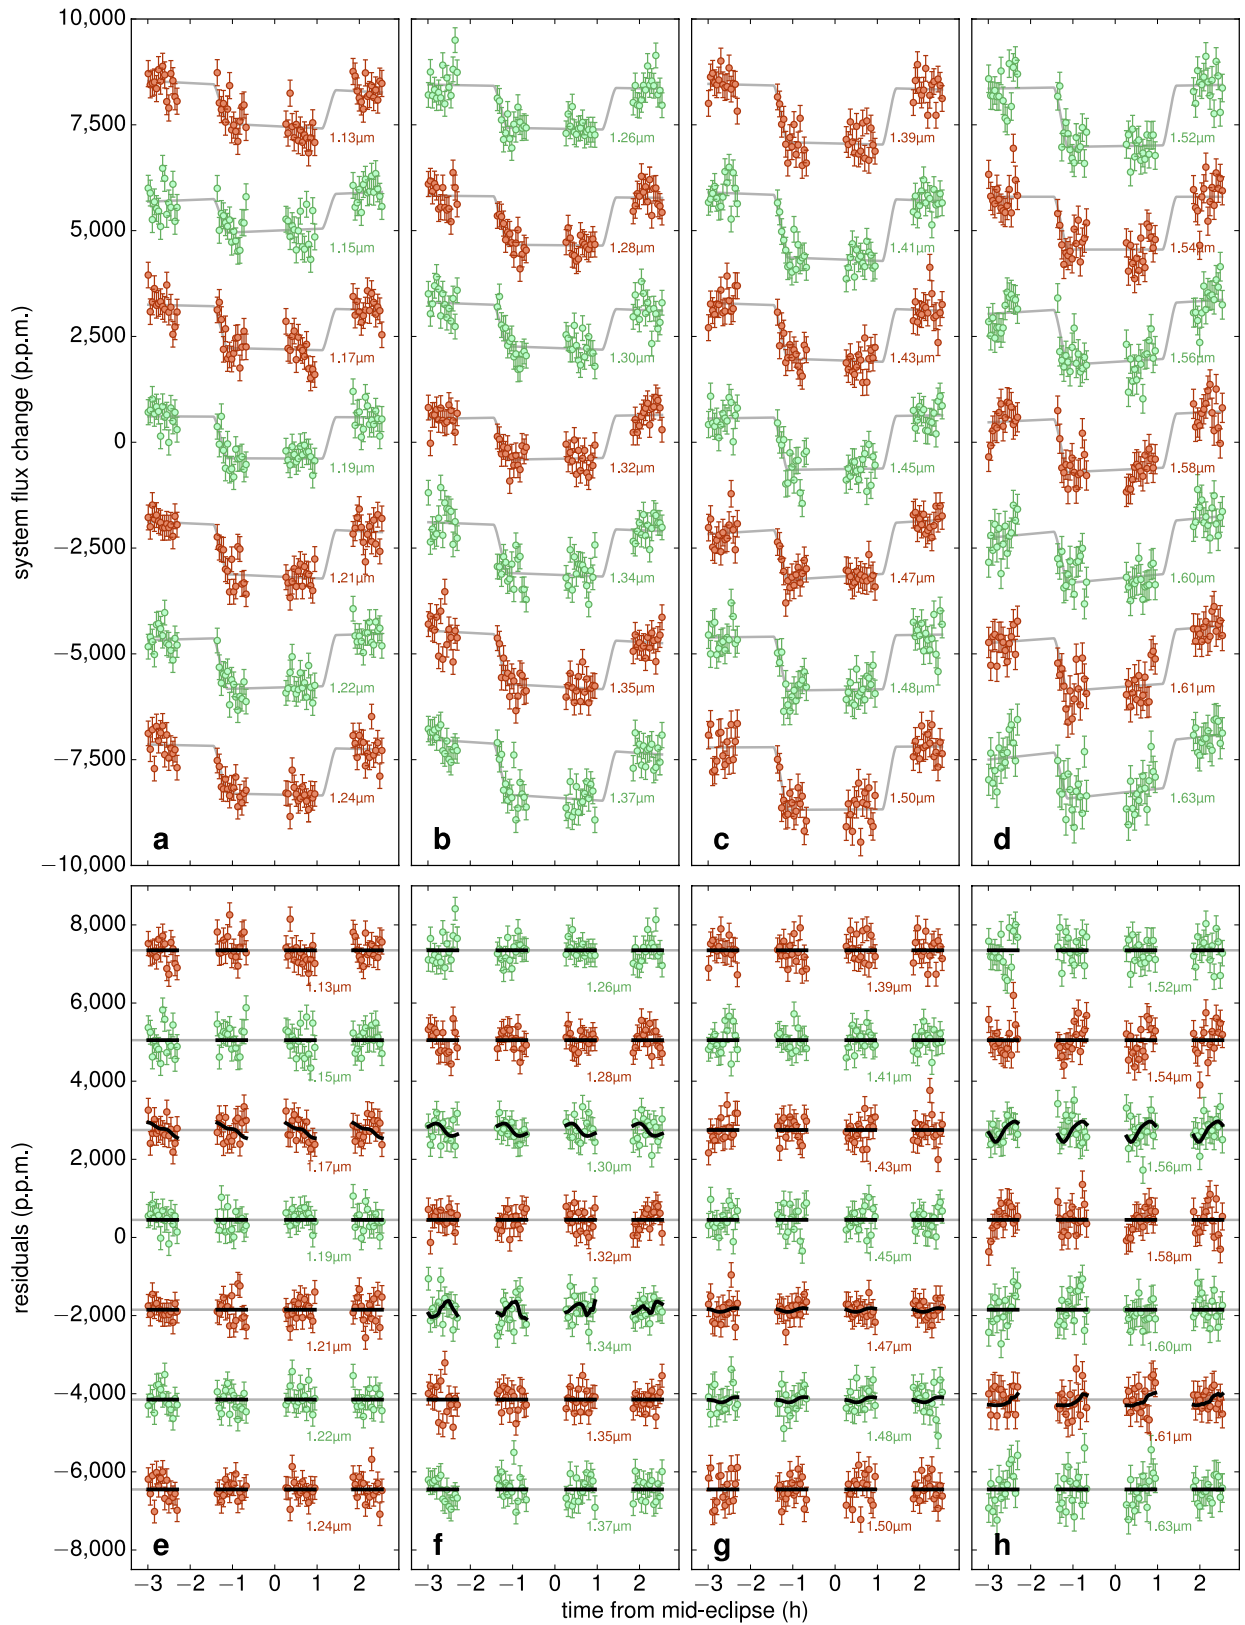 10,000
7,500
5,000
2,500
0
−2,500
−5,000
−7,500
−10,000
system flux change (p.p.m.)
1.13μm
1.15μm
1.17μm
1.19μm
1.21μm
1.22μm
1.24μm
a
1.26μm
1.28μm
1.30μm
1.32μm
1.34μm
1.35μm
1.37μm
b
1.39μm
1.41μm
1.43μm
1.45μm
1.47μm
1.48μm
1.50μm
c
1.52μm
1.54μm
1.56μm
1.58μm
1.60μm
1.61μm
1.63μm
d
8,000
6,000
4,000
2,000
0
−2,000
−4,000
−6,000
−8,000
residuals (p.p.m.)
1.13μm
1.15μm
1.17μm
1.19μm
1.21μm
1.22μm
1.24μm
e
1.26μm
1.28μm
1.30μm
1.32μm
1.34μm
1.35μm
1.37μm
f
1.39μm
1.41μm
1.43μm
1.45μm
1.47μm
1.48μm
1.50μm
g
1.52μm
1.54μm
1.56μm
1.58μm
1.60μm
1.61μm
1.63μm
h
−3 −2 −1 0 1 2 −3 −2 −1 0 1 2 −3 −2 −1 0 1 2 −3 −2 −1 0 1 2
time from mid-eclipse (h)